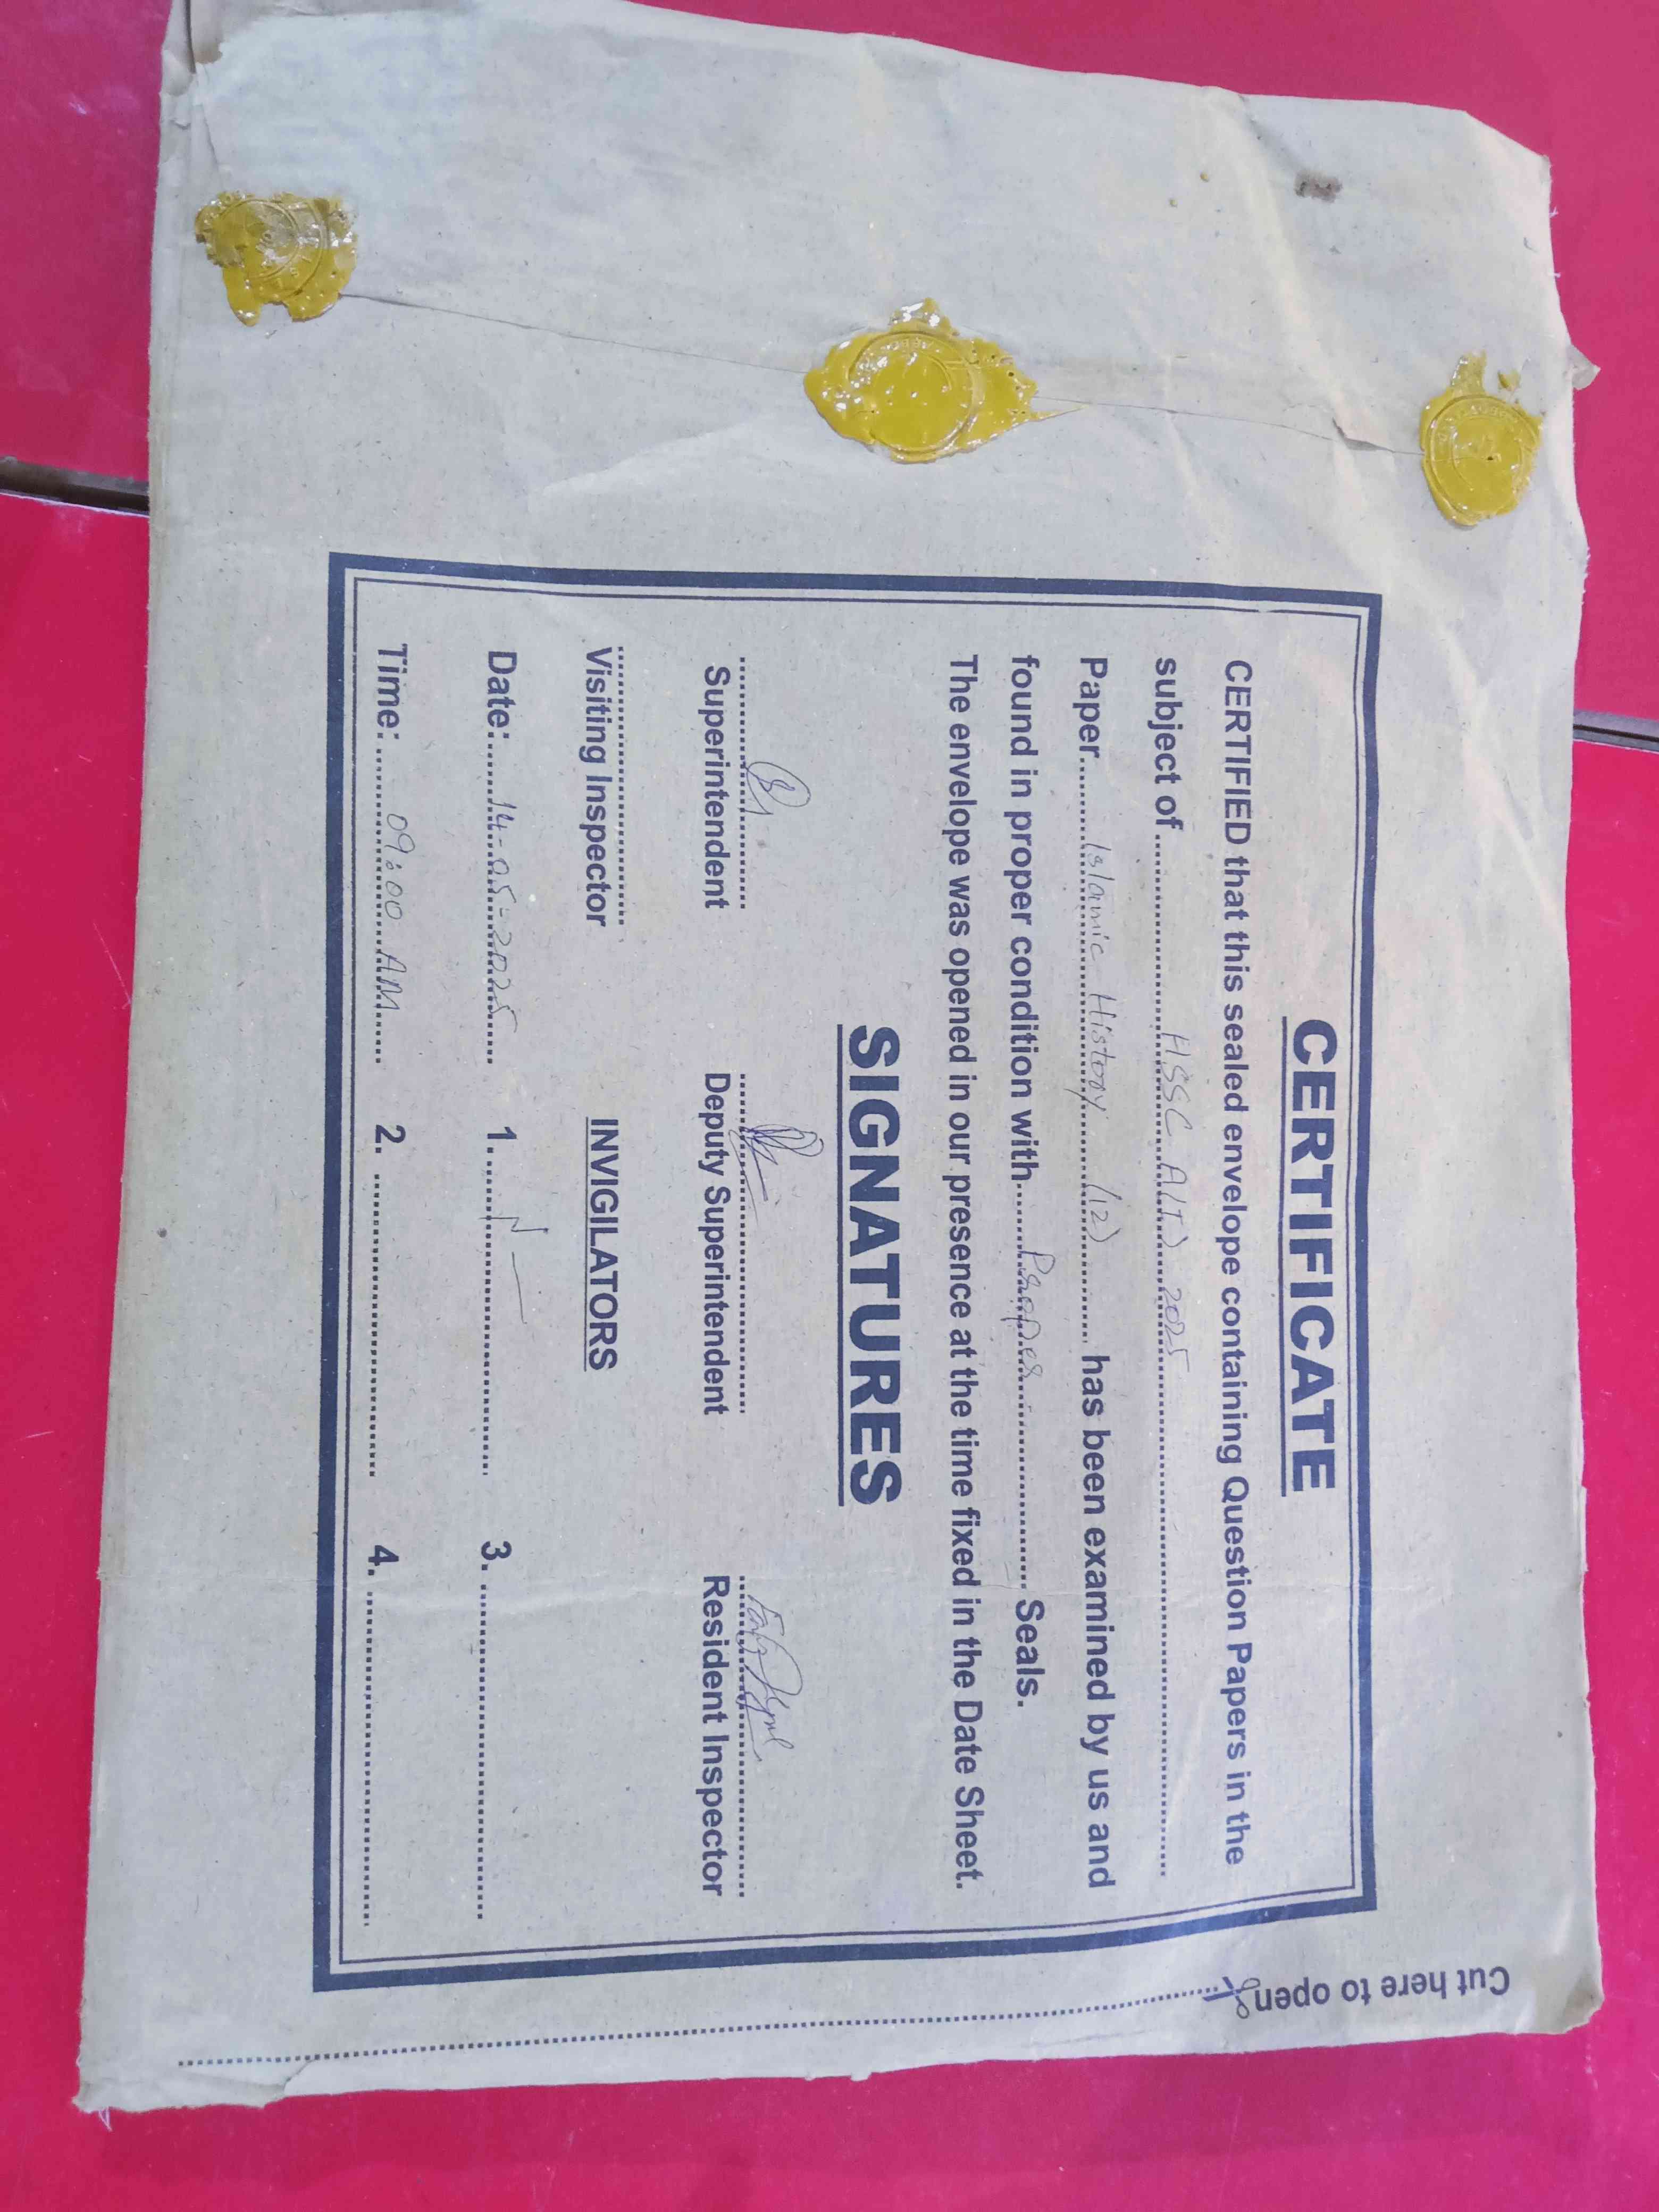 CERTIFICATE
CERTIFIED that this sealed envelope containing Question Papers in the
subject of.......... HSSC A(I) 2025 ..........
Paper.......... Islamic History (12) .......... has been examined by us and
found in proper condition with.......... Proper .......... Seals.
The envelope was opened in our presence at the time fixed in the Date Sheet.
SIGNATURES
Superintendent Deputy Superintendent Resident Inspector
Visiting Inspector INVIGILATORS
Date:..... 14-05-2025 ..... 1. .......... 3. ..........
Time:..... 09:00 AM ..... 2. .......... 4. ..........
Cut here to open